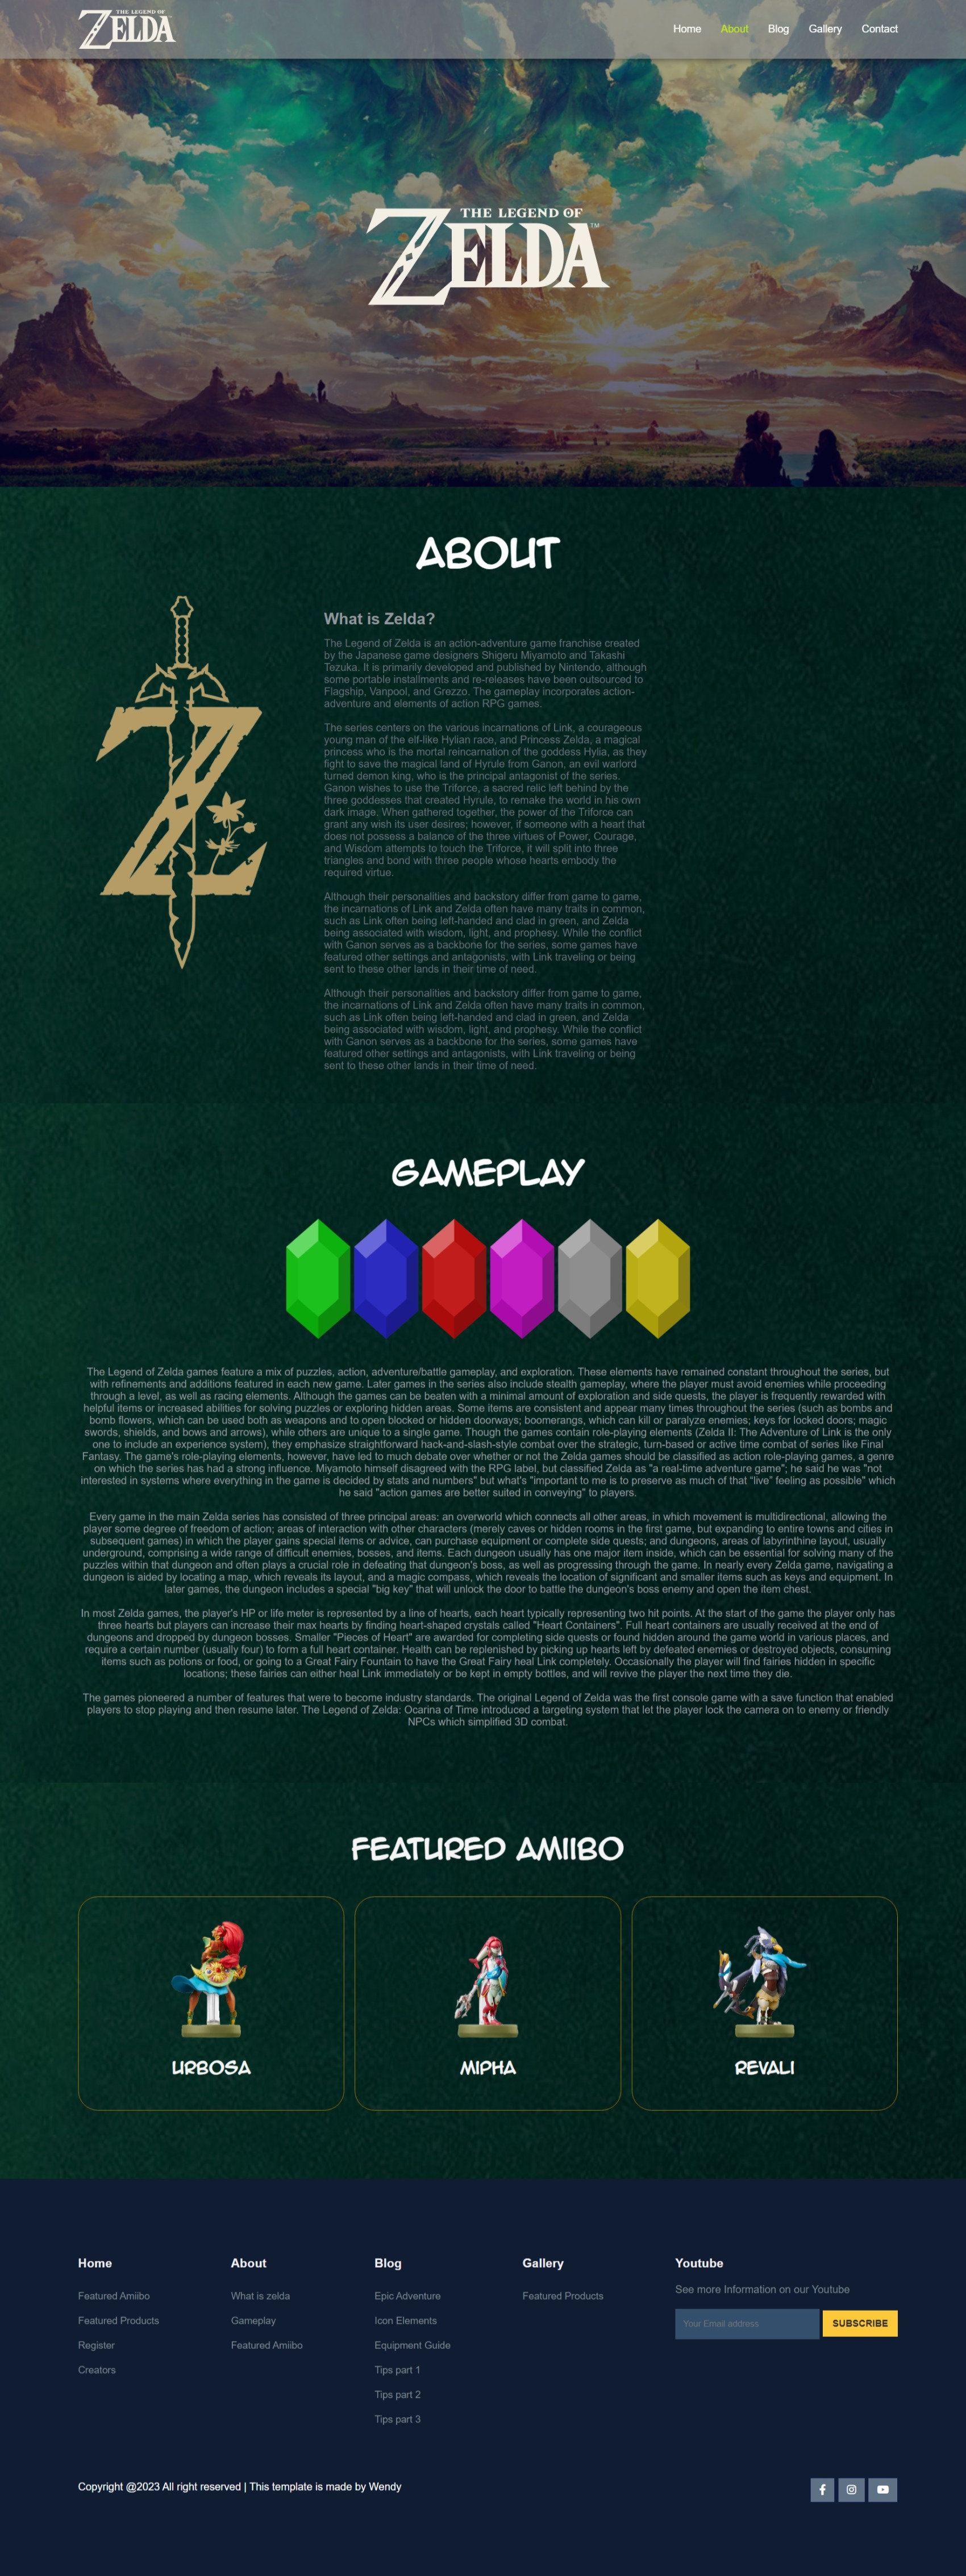 THE LEGEND OF
ZELDA
Home About Blog Gallery Contact
THE LEGEND OF
ZELDA™
ABOUT
What is Zelda?
The Legend of Zelda is an action-adventure game franchise created
by the Japanese game designers Shigeru Miyamoto and Takashi
Tezuka. It is primarily developed and published by Nintendo, although
some portable installments and re-releases have been outsourced to
Flagship, Vanpool, and Grezzo. The gameplay incorporates action-
adventure and elements of action RPG games.
The series centers on the various incarnations of Link, a courageous
young man of the elf-like Hylian race, and Princess Zelda, a magical
princess who is the mortal reincarnation of the goddess Hylia, as they
fight to save the magical land of Hyrule from Ganon, an evil warlord
turned demon king, who is the principal antagonist of the series.
Ganon wishes to use the Triforce, a sacred relic left behind by the
three goddesses that created Hyrule, to remake the world in his own
dark image. When gathered together, the power of the Triforce can
grant any wish its user desires; however, if someone with a heart that
does not possess a balance of the three virtues of Power, Courage,
and Wisdom attempts to touch the Triforce, it will split into three
triangles and bond with three people whose hearts embody the
required virtue.
Although their personalities and backstory differ from game to game,
the incarnations of Link and Zelda often have many traits in common,
such as Link often being left-handed and clad in green, and Zelda
being associated with wisdom, light, and prophesy. While the conflict
with Ganon serves as a backbone for the series, some games have
featured other settings and antagonists, with Link traveling or being
sent to these other lands in their time of need.
Although their personalities and backstory differ from game to game,
the incarnations of Link and Zelda often have many traits in common,
such as Link often being left-handed and clad in green, and Zelda
being associated with wisdom, light, and prophesy. While the conflict
with Ganon serves as a backbone for the series, some games have
featured other settings and antagonists, with Link traveling or being
sent to these other lands in their time of need.
GAMEPLAY
The Legend of Zelda games feature a mix of puzzles, action, adventure/battle gameplay, and exploration. These elements have remained constant throughout the series, but
with refinements and additions featured in each new game. Later games in the series also include stealth gameplay, where the player must avoid enemies while proceeding
through a level, as well as racing elements. Although the games can be beaten with a minimal amount of exploration and side quests, the player is frequently rewarded with
helpful items or increased abilities for solving puzzles or exploring hidden areas. Some items are consistent and appear many times throughout the series (such as bombs and
bomb flowers, which can be used both as weapons and to open blocked or hidden doorways; boomerangs, which can kill or paralyze enemies; keys for locked doors; magic
swords, shields, and bows and arrows), while others are unique to a single game. Though the games contain role-playing elements (Zelda II: The Adventure of Link is the only
one to include an experience system), they emphasize straightforward hack-and-slash-style combat over the strategic, turn-based or active time combat of series like Final
Fantasy. The game's role-playing elements, however, have led to much debate over whether or not the Zelda games should be classified as action role-playing games, a genre
on which the series has had a strong influence. Miyamoto himself disagreed with the RPG label, but classified Zelda as "a real-time adventure game"; he said he was "not
interested in systems where everything in the game is decided by stats and numbers" but what's "important to me is to preserve as much of that “live” feeling as possible" which
he said "action games are better suited in conveying" to players.
Every game in the main Zelda series has consisted of three principal areas: an overworld which connects all other areas, in which movement is multidirectional, allowing the
player some degree of freedom of action; areas of interaction with other characters (merely caves or hidden rooms in the first game, but expanding to entire towns and cities in
subsequent games) in which the player gains special items or advice, can purchase equipment or complete side quests; and dungeons, areas of labyrinthine layout, usually
underground, comprising a wide range of difficult enemies, bosses, and items. Each dungeon usually has one major item inside, which can be essential for solving many of the
puzzles within that dungeon and often plays a crucial role in defeating that dungeon's boss, as well as progressing through the game. In nearly every Zelda game, navigating a
dungeon is aided by locating a map, which reveals its layout, and a magic compass, which reveals the location of significant and smaller items such as keys and equipment. In
later games, the dungeon includes a special "big key" that will unlock the door to battle the dungeon's boss enemy and open the item chest.
In most Zelda games, the player's HP or life meter is represented by a line of hearts, each heart typically representing two hit points. At the start of the game the player only has
three hearts but players can increase their max hearts by finding heart-shaped crystals called "Heart Containers". Full heart containers are usually received at the end of
dungeons and dropped by dungeon bosses. Smaller "Pieces of Heart" are awarded for completing side quests or found hidden around the game world in various places, and
require a certain number (usually four) to form a full heart container. Health can be replenished by picking up hearts left by defeated enemies or destroyed objects, consuming
items such as potions or food, or going to a Great Fairy Fountain to have the Great Fairy heal Link completely. Occasionally the player will find fairies hidden in specific
locations; these fairies can either heal Link immediately or be kept in empty bottles, and will revive the player the next time they die.
The games pioneered a number of features that were to become industry standards. The original Legend of Zelda was the first console game with a save function that enabled
players to stop playing and then resume later. The Legend of Zelda: Ocarina of Time introduced a targeting system that let the player lock the camera on to enemy or friendly
NPCs which simplified 3D combat.
FEATURED AMIIBO
URBOSA MIPHA REVALI
Home About Blog Gallery Youtube
Featured Amiibo What is zelda Epic Adventure Featured Products See more Information on our Youtube
Featured Products Gameplay Icon Elements Your Email address SUBSCRIBE
Register Featured Amiibo Equipment Guide
Creators Tips part 1
Tips part 2
Tips part 3
Copyright @2023 All right reserved | This template is made by Wendy